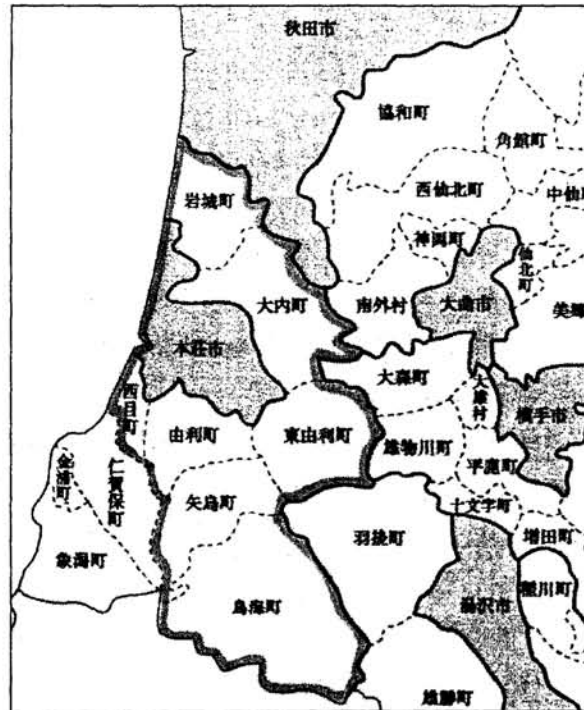 秋田市
協和町
角館町
岩城町
西仙北町
中仙
神岡町
仙北町
大内町
南外村
大曲市
美郷
本荘市
大森町
大雄村
横手市
西目町
由利町
東由利町
雄物川町
平鹿町
金浦町
仁賀保町
矢島町
十文字町
羽後町
増田町
象潟町
湯沢市
稲川町
鳥海町
雄勝町